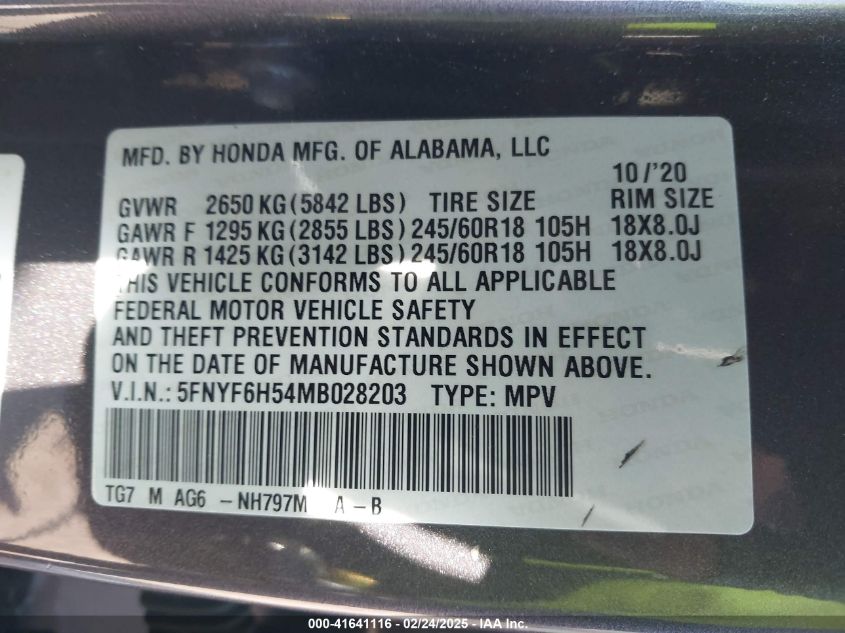 MFD. BY HONDA MFG. OF ALABAMA, LLC
10/'20
GVWR 2650 KG (5842 LBS) TIRE SIZE RIM SIZE
GAWR F 1295 KG (2855 LBS) 245/60R18 105H 18X8.0J
GAWR R 1425 KG (3142 LBS) 245/60R18 105H 18X8.0J
THIS VEHICLE CONFORMS TO ALL APPLICABLE
FEDERAL MOTOR VEHICLE SAFETY
AND THEFT PREVENTION STANDARDS IN EFFECT
ON THE DATE OF MANUFACTURE SHOWN ABOVE.
V.I.N.: 5FNYF6H54MB028203 TYPE: MPV
TG7 M AG6 -NH797M A-B
000-41641116 - 02/24/2025 - IAA Inc.